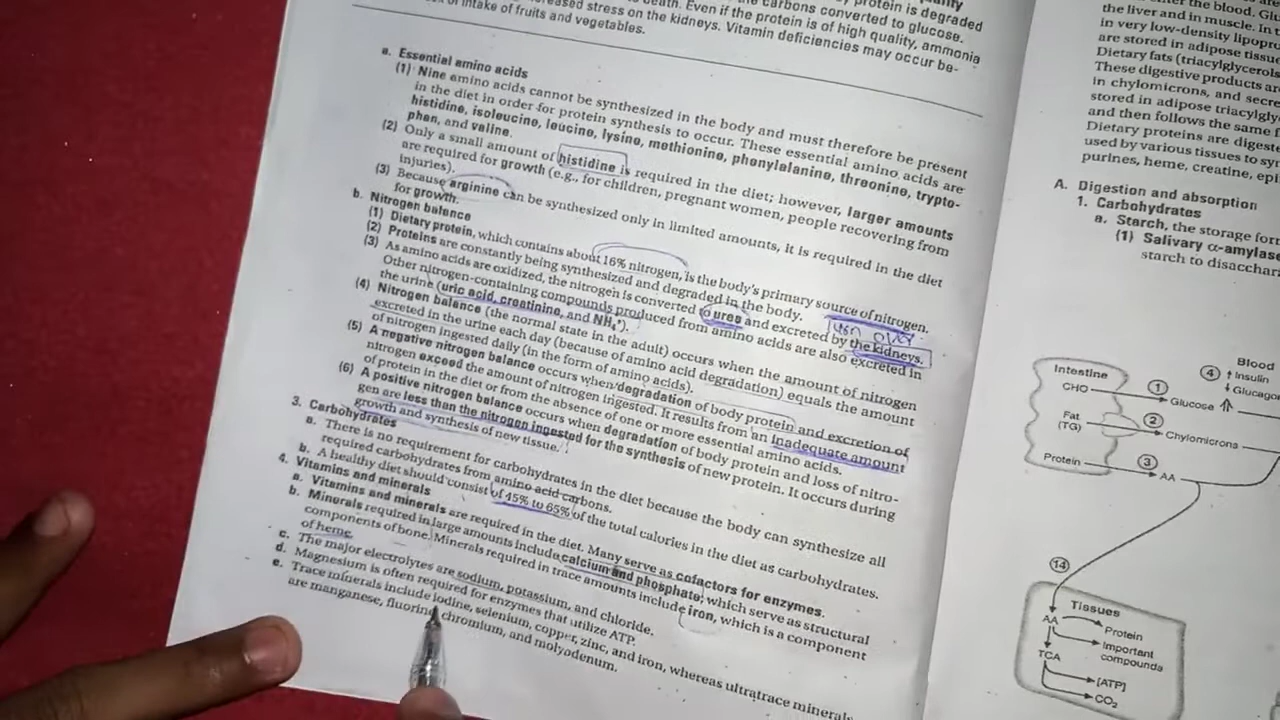 protein is degraded
carbons converted to glucose.
stress on the kidneys. Even if the protein is of high quality, ammonia
intake of fruits and vegetables. Vitamin deficiencies may occur be-
a. Essential amino acids
(1) Nine amino acids cannot be synthesized in the body and must therefore be present
in the diet in order for protein synthesis to occur. These essential amino acids are
histidine, isoleucine, leucine, lysine, methionine, phenylalanine, threonine, trypto-
phan, and valine.
(2) Only a small amount of histidine is required in the diet; however, larger amounts
are required for growth (e.g., for children, pregnant women, people recovering from
injuries).
(3) Because arginine can be synthesized only in limited amounts, it is required in the diet
for growth.
b. Nitrogen balance
(1) Dietary protein, which contains about 16% nitrogen, is the body's primary source of nitrogen.
(2) Proteins are constantly being synthesized and degraded in the body.
(3) As amino acids are oxidized, the nitrogen is converted to urea and excreted by the kidneys.
Other nitrogen-containing compounds produced from amino acids are also excreted in
the urine (uric acid, creatinine, and NH₄⁺).
(4) Nitrogen balance (the normal state in the adult) occurs when the amount of nitrogen
excreted in the urine each day (because of amino acid degradation) equals the amount
of nitrogen ingested daily (in the form of amino acids).
(5) A negative nitrogen balance occurs when degradation of body protein and excretion of
nitrogen exceed the amount of nitrogen ingested. It results from an inadequate amount
of protein in the diet or from the absence of one or more essential amino acids.
(6) A positive nitrogen balance occurs when degradation of body protein and loss of nitro-
gen are less than the nitrogen ingested for the synthesis of new protein. It occurs during
growth and synthesis of new tissue.
3. Carbohydrates
a. There is no requirement for carbohydrates in the diet because the body can synthesize all
required carbohydrates from amino acid carbons.
b. A healthy diet should consist of 45% to 65% of the total calories in the diet as carbohydrates.
4. Vitamins and minerals
a. Vitamins and minerals are required in the diet. Many serve as cofactors for enzymes.
b. Minerals required in large amounts include calcium and phosphate, which serve as structural
components of bone. Minerals required in trace amounts include iron, which is a component
of heme.
c. The major electrolytes are sodium, potassium, and chloride.
d. Magnesium is often required for enzymes that utilize ATP.
e. Trace minerals include iodine, selenium, copper, zinc, and iron, whereas ultratrace minerals
are manganese, fluorine, chromium, and molybdenum.
the blood.
the liver and in muscle. In
in very low-density lipopro
are stored in adipose tissue
Dietary fats (triacylglycerols
These digestive products ar
in chylomicrons, and secre
stored in adipose triacylgly
and then follows the same
Dietary proteins are digeste
used by various tissues to sy
purines, heme, creatine, epi
A. Digestion and absorption
1. Carbohydrates
a. Starch, the storage for
(1) Salivary α-amylase
starch to disacchar
Intestine
CHO
1
Glucose
Fat
(TG)
2
Chylomicrons
Protein
3
AA
Blood
4
↑ Insulin
↓ Glucago
14
Tissues
AA
Protein
Important
compounds
TCA
[ATP]
CO₂